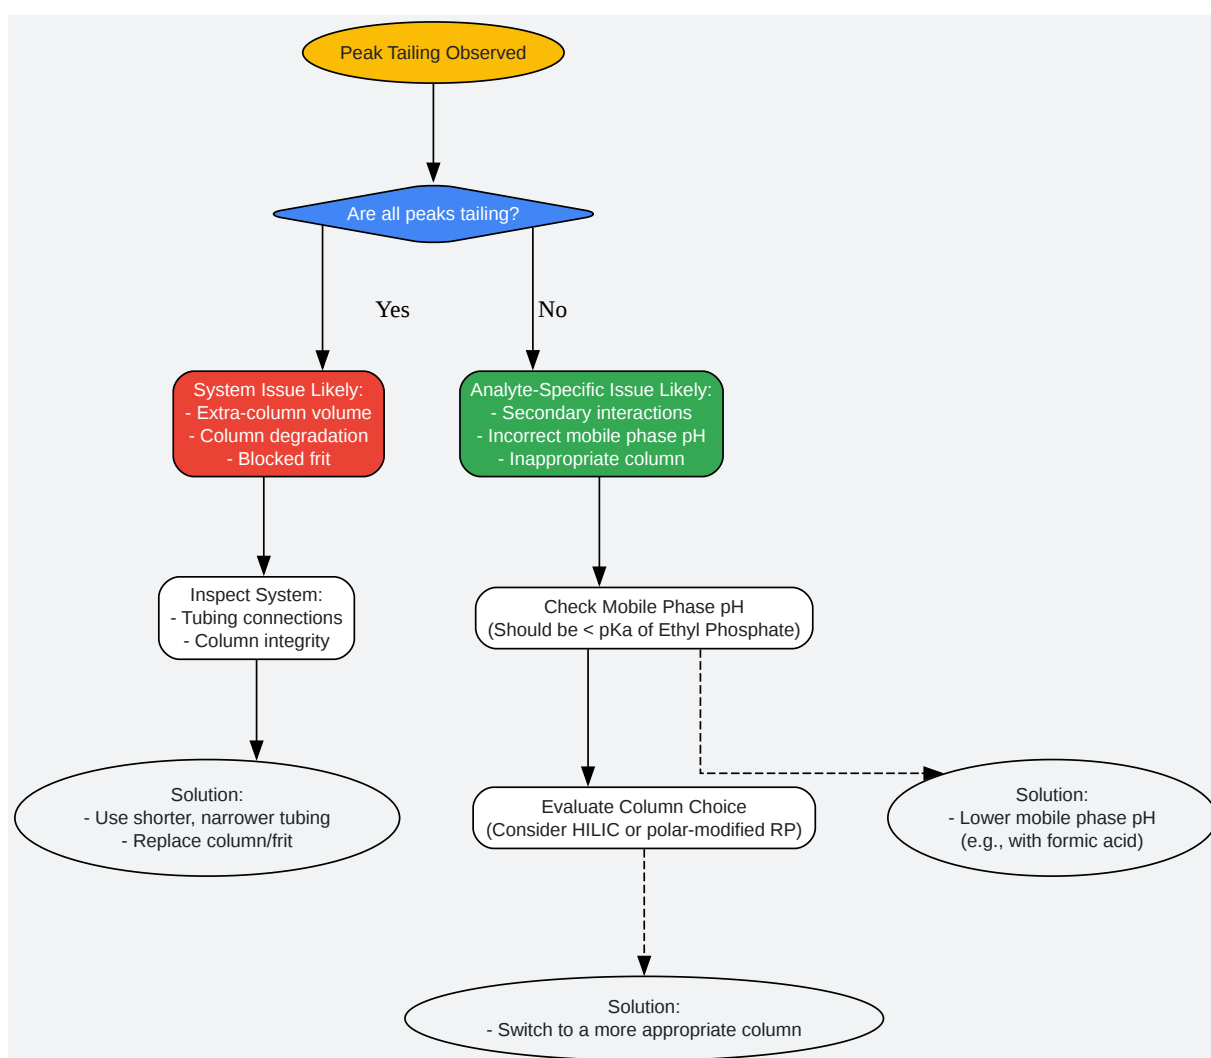 Peak Tailing Observed
Are all peaks tailing?
Yes
No
System Issue Likely:
- Extra-column volume
- Column degradation
- Blocked frit
Analyte-Specific Issue Likely:
- Secondary interactions
- Incorrect mobile phase pH
- Inappropriate column
Inspect System:
- Tubing connections
- Column integrity
Check Mobile Phase pH
(Should be < pKa of Ethyl Phosphate)
Solution:
- Use shorter, narrower tubing
- Replace column/frit
Evaluate Column Choice
(Consider HILIC or polar-modified RP)
Solution:
- Lower mobile phase pH
(e.g., with formic acid)
Solution:
- Switch to a more appropriate column